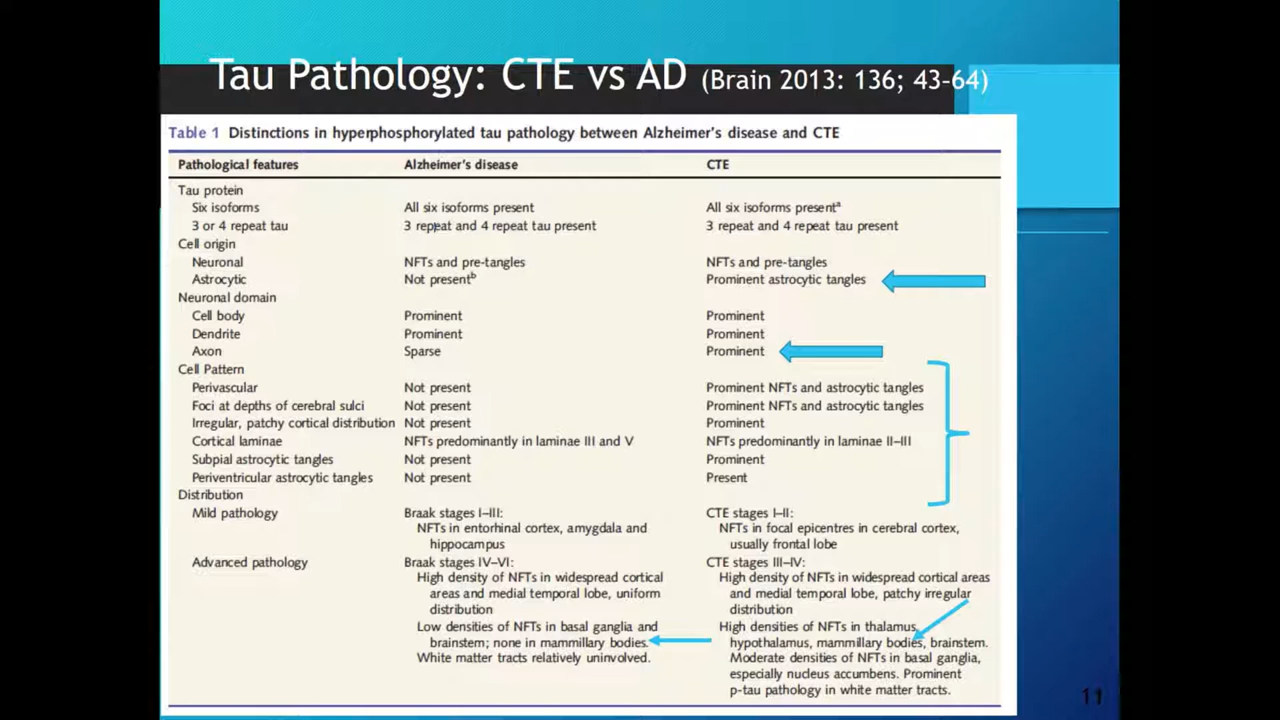 Tau Pathology: CTE vs AD (Brain 2013: 136; 43-64)
Table 1 Distinctions in hyperphosphorylated tau pathology between Alzheimer's disease and CTE
Pathological features Alzheimer's disease CTE
Tau protein
Six isoforms All six isoforms present All six isoforms presentᵃ
3 or 4 repeat tau 3 repeat and 4 repeat tau present 3 repeat and 4 repeat tau present
Cell origin
Neuronal NFTs and pre-tangles NFTs and pre-tangles
Astrocytic Not presentᵇ Prominent astrocytic tangles
Neuronal domain
Cell body Prominent Prominent
Dendrite Prominent Prominent
Axon Sparse Prominent
Cell Pattern
Perivascular Not present Prominent NFTs and astrocytic tangles
Foci at depths of cerebral sulci Not present Prominent NFTs and astrocytic tangles
Irregular, patchy cortical distribution Not present Prominent
Cortical laminae NFTs predominantly in laminae III and V NFTs predominantly in laminae II–III
Subpial astrocytic tangles Not present Prominent
Periventricular astrocytic tangles Not present Present
Distribution
Mild pathology Braak stages I–III: CTE stages I–II:
NFTs in entorhinal cortex, amygdala and NFTs in focal epicentres in cerebral cortex,
hippocampus usually frontal lobe
Advanced pathology Braak stages IV–VI: CTE stages III–IV:
High density of NFTs in widespread cortical High density of NFTs in widespread cortical areas
areas and medial temporal lobe, uniform and medial temporal lobe, patchy irregular
distribution distribution
Low densities of NFTs in basal ganglia and High densities of NFTs in thalamus,
brainstem; none in mammillary bodies. hypothalamus, mammillary bodies, brainstem.
White matter tracts relatively uninvolved. Moderate densities of NFTs in basal ganglia,
especially nucleus accumbens. Prominent
p-tau pathology in white matter tracts.
11